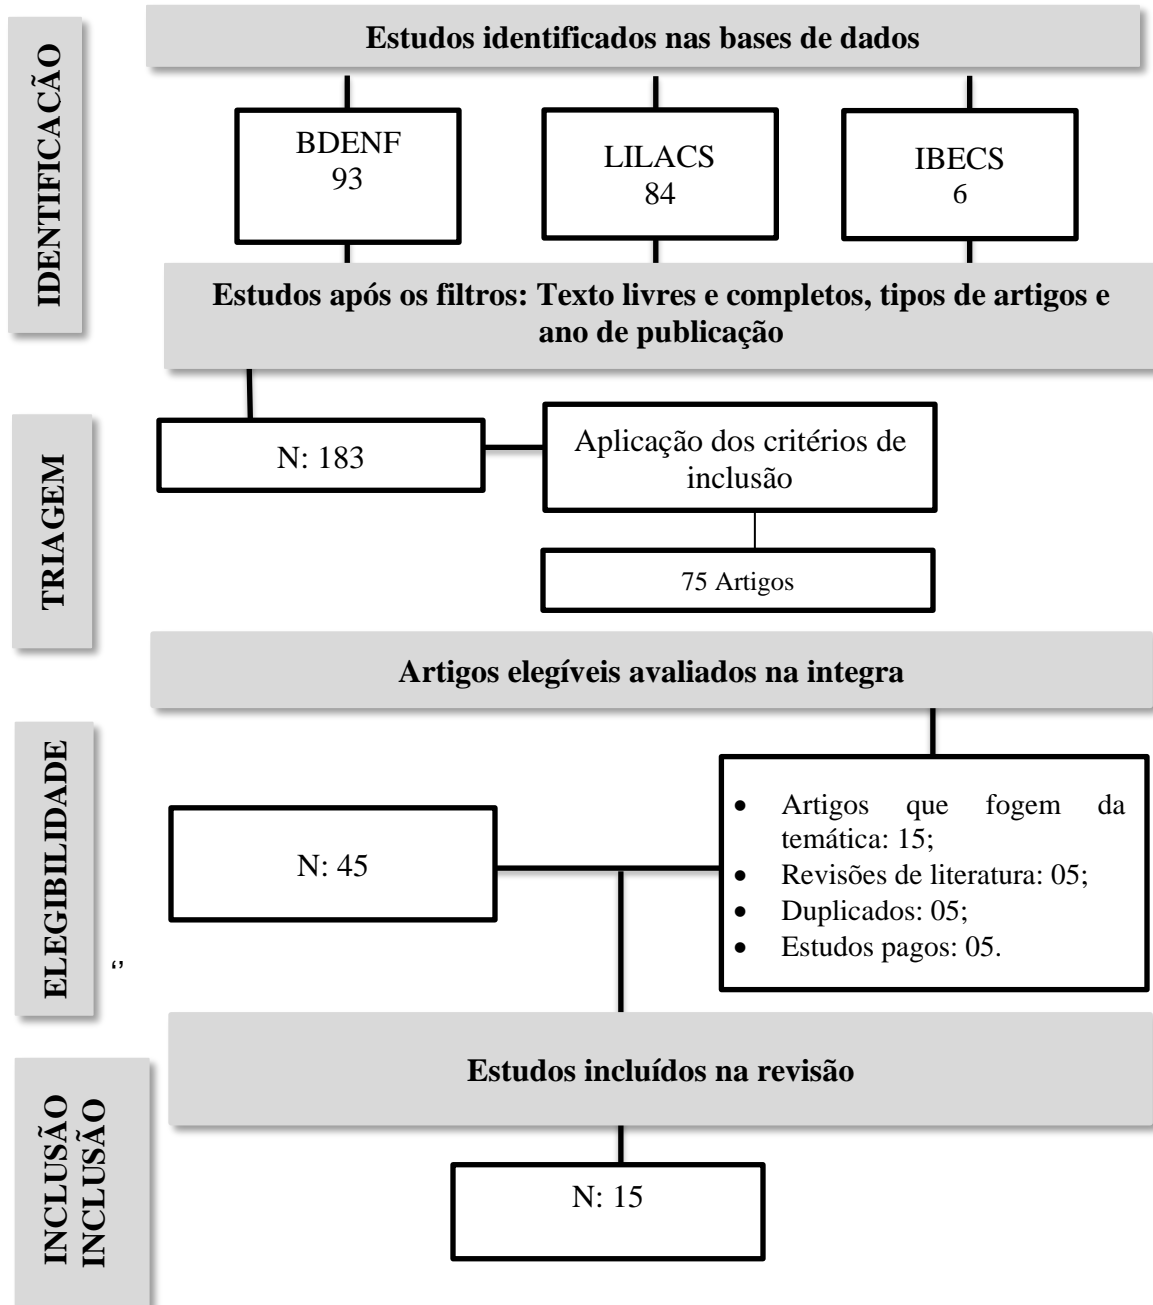 Estudos identificados nas bases de dados
IDENTIFICACÃO
BDENF
93
LILACS
84
IBECS
6
Estudos após os filtros: Texto livres e completos, tipos de artigos e
ano de publicação
TRIAGEM
N: 183
Aplicação dos critérios de
inclusão
75 Artigos
Artigos elegíveis avaliados na integra
ELEGIBILIDADE
N: 45
• Artigos que fogem da
temática: 15;
• Revisões de literatura: 05;
• Duplicados: 05;
• Estudos pagos: 05.
‘’
Estudos incluídos na revisão
INCLUSÃO
INCLUSÃO
N: 15